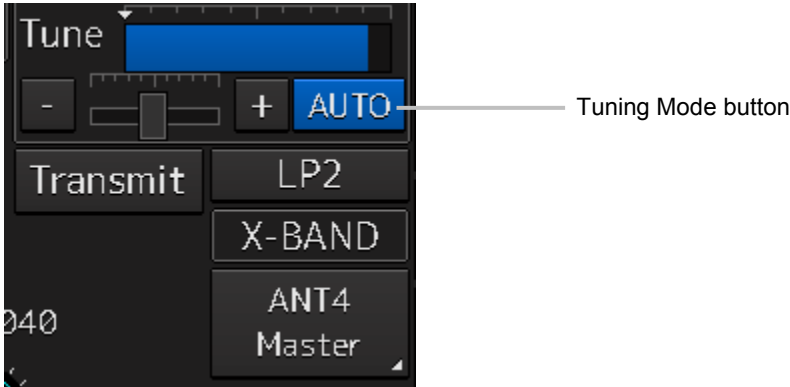 Tune
- + AUTO
Tuning Mode button
Transmit
LP2
X-BAND
040
ANT4
Master